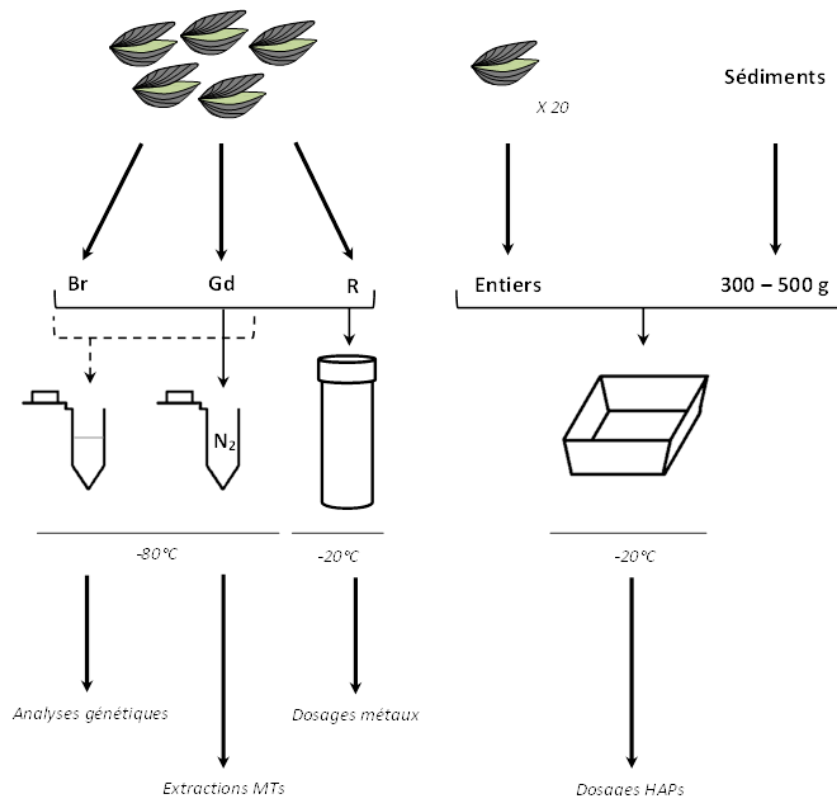 X 20
Sédiments
Br
Gd
R
Entiers
300 – 500 g
N₂
-80°C
-20°C
-20°C
Analyses génétiques
Dosages métaux
Extractions MTs
Dosages HAPs